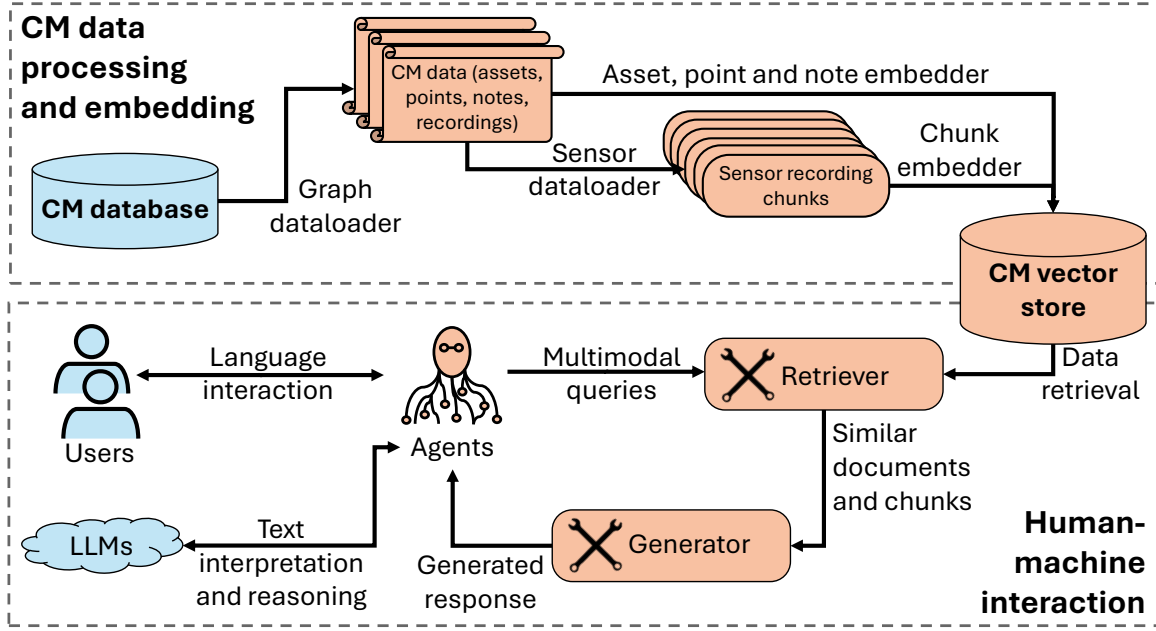 CM data
processing
and embedding
CM database
Graph
dataloader
CM data (assets,
points, notes,
recordings)
Asset, point and note embedder
Sensor
dataloader
Sensor recording
chunks
Chunk
embedder
CM vector
store
Users
Language
interaction
Agents
Multimodal
queries
Retriever
Data
retrieval
Similar
documents
and chunks
LLMs
Text
interpretation
and reasoning
Generated
response
Generator
Human-
machine
interaction